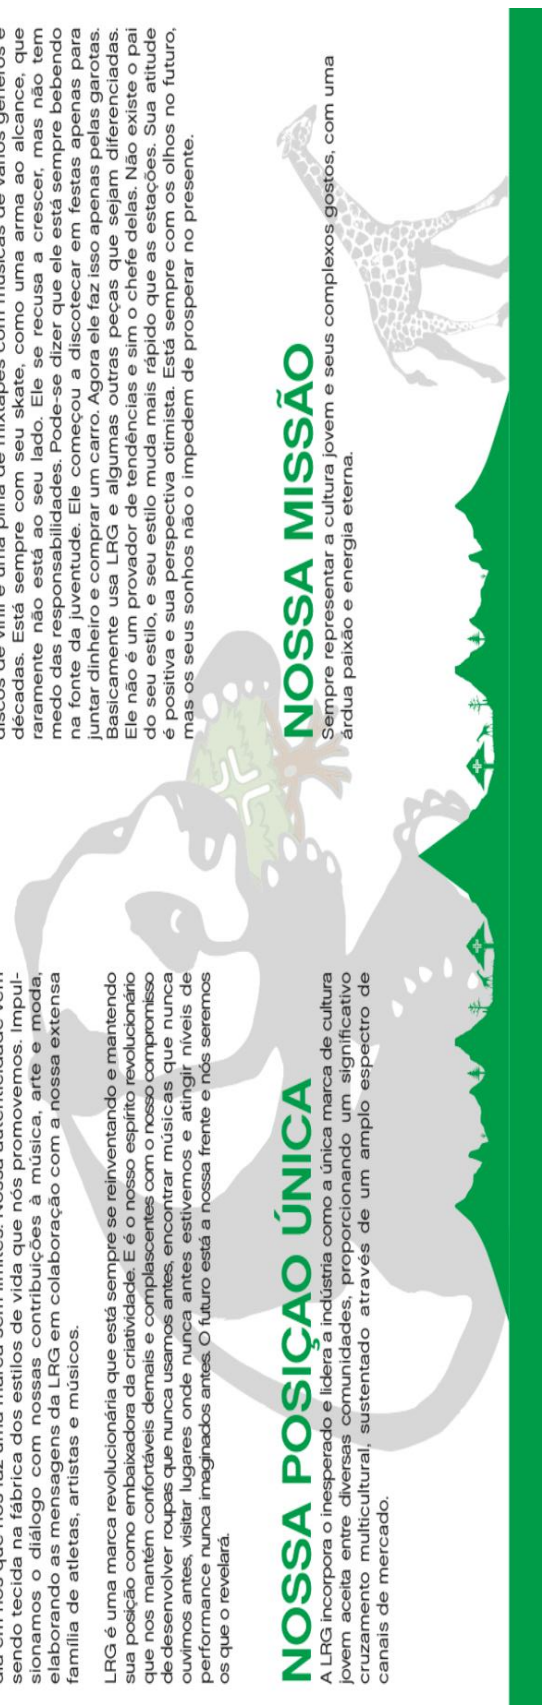 sendo tecida na fábrica dos estilos de vida que nós promovemos. Impul-
sionamos o diálogo com nossas contribuições à música, arte e moda,
elaborando as mensagens da LRG em colaboração com a nossa extensa
família de atletas, artistas e músicos.
LRG é uma marca revolucionária que está sempre se reinventando e mantendo
sua posição como embaixadora da criatividade. E é o nosso espírito revolucionário
que nos mantém confortáveis demais e complascentes com o nosso compromisso
de desenvolver roupas que nunca usamos antes, encontrar músicas que nunca
ouvimos antes, visitar lugares onde nunca antes estivemos e atingir níveis de
performance nunca imaginados antes. O futuro está a nossa frente e nós seremos
os que o revelará.
NOSSA POSIÇAO ÚNICA
A LRG incorpora o inesperado e lidera a indústria como a única marca de cultura
jovem aceita entre diversas comunidades, proporcionando um significativo
cruzamento multicultural, sustentado através de um amplo espectro de
canais de mercado.
discos de vinil e uma pilha de mixtapes com músicas de vários gêneros e
décadas. Está sempre com seu skate, como uma arma ao alcance, que
raramente não está ao seu lado. Ele se recusa a crescer, mas não tem
medo das responsabilidades. Pode-se dizer que ele está sempre bebendo
na fonte da juventude. Ele começou a discotecar em festas apenas para
juntar dinheiro e comprar um carro. Agora ele faz isso apenas pelas garotas.
Basicamente usa LRG e algumas outras peças que sejam diferenciadas.
Ele não é um provador de tendências e sim o chefe delas. Não existe o pai
do seu estilo, e seu estilo muda mais rápido que as estações. Sua atitude
é positiva e sua perspectiva otimista. Está sempre com os olhos no futuro,
mas os seus sonhos não o impedem de prosperar no presente.
NOSSA MISSÃO
Sempre representar a cultura jovem e seus complexos gostos, com uma
árdua paixão e energia eterna.